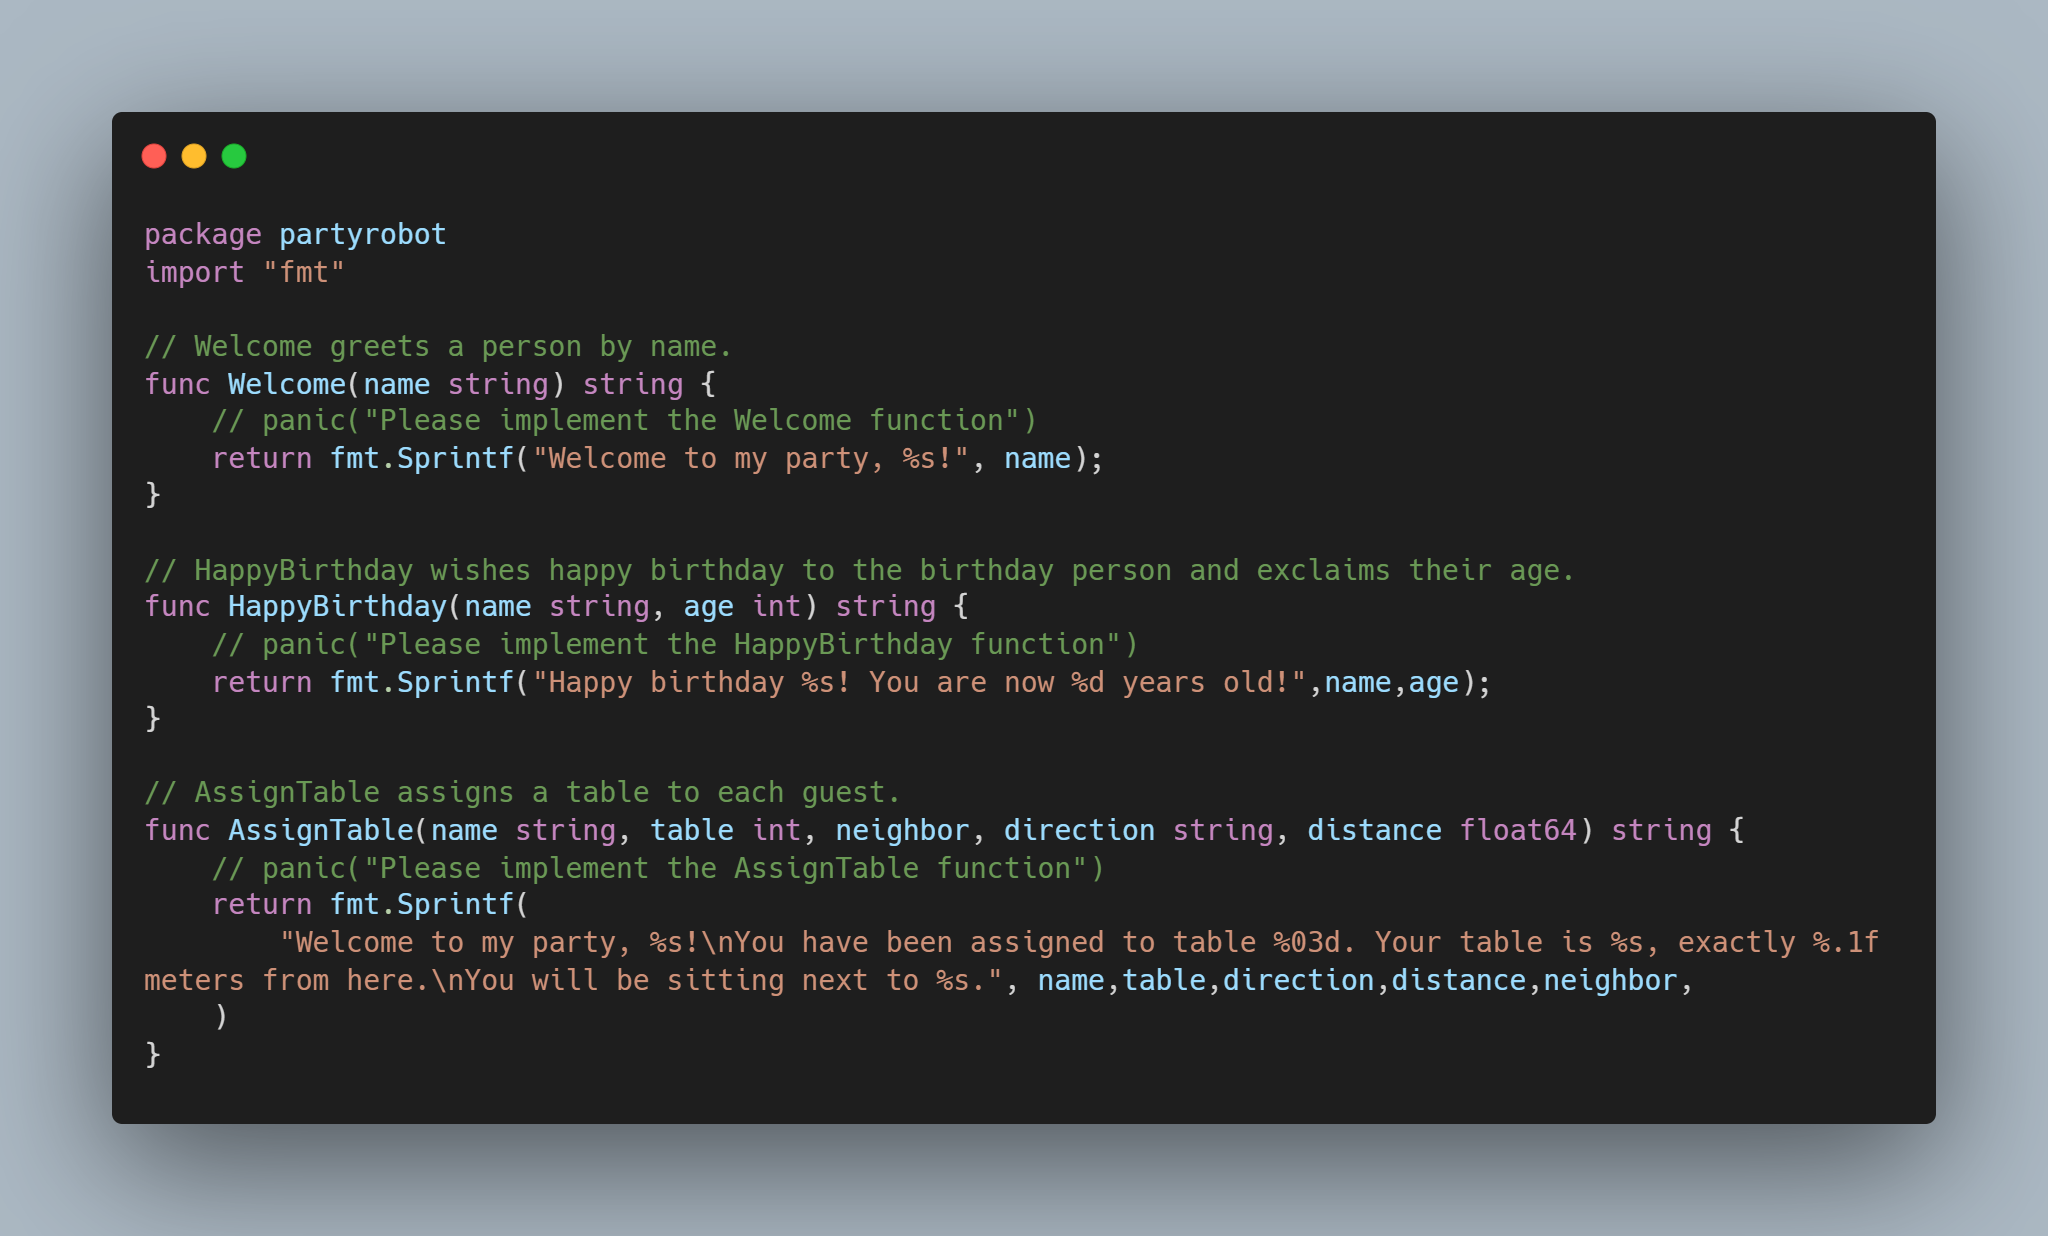 package partyrobot
import "fmt"

// Welcome greets a person by name.
func Welcome(name string) string {
    // panic("Please implement the Welcome function")
    return fmt.Sprintf("Welcome to my party, %s!", name);
}

// HappyBirthday wishes happy birthday to the birthday person and exclaims their age.
func HappyBirthday(name string, age int) string {
    // panic("Please implement the HappyBirthday function")
    return fmt.Sprintf("Happy birthday %s! You are now %d years old!",name,age);
}

// AssignTable assigns a table to each guest.
func AssignTable(name string, table int, neighbor, direction string, distance float64) string {
    // panic("Please implement the AssignTable function")
    return fmt.Sprintf(
        "Welcome to my party, %s!\nYou have been assigned to table %03d. Your table is %s, exactly %.1f
meters from here.\nYou will be sitting next to %s.", name,table,direction,distance,neighbor,
    )
}